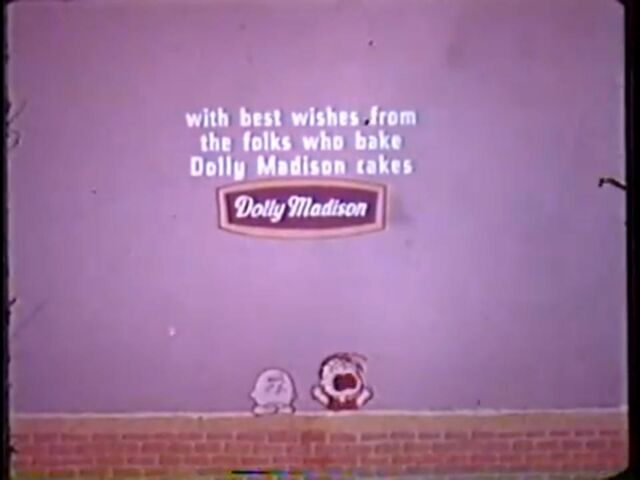 with best wishes from
the folks who bake
Dolly Madison cakes
Dolly Madison